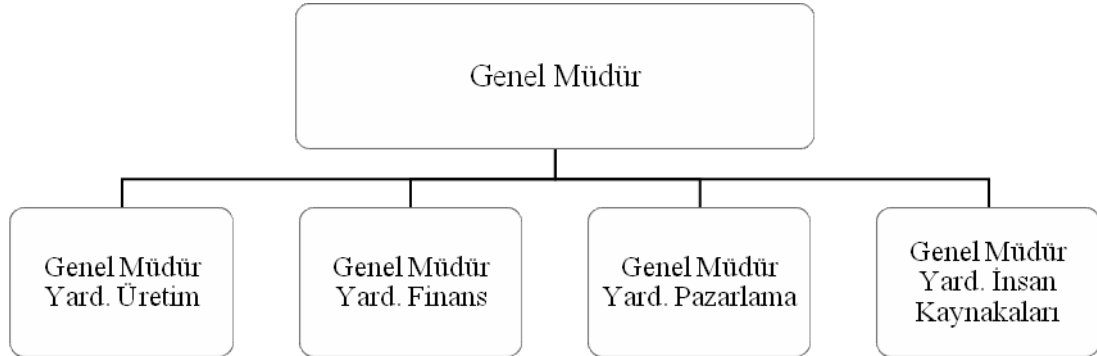 Genel Müdür
Genel Müdür
Yard. Üretim
Genel Müdür
Yard. Finans
Genel Müdür
Yard. Pazarlama
Genel Müdür
Yard. İnsan
Kaynakaları